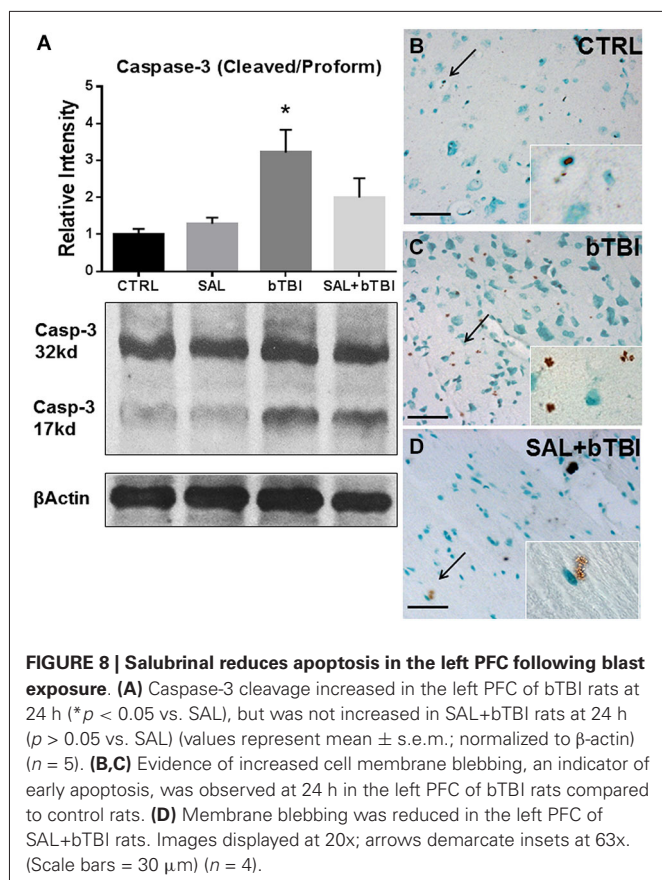 A
Caspase-3 (Cleaved/Proform)
Relative Intensity
5
4
3
2
1
0
*
CTRL SAL bTBI SAL+bTBI
Casp-3
32kd
Casp-3
17kd
βActin
B CTRL
C bTBI
D SAL+bTBI
FIGURE 8 | Salubrinal reduces apoptosis in the left PFC following blast
exposure. (A) Caspase-3 cleavage increased in the left PFC of bTBI rats at
24 h (*p < 0.05 vs. SAL), but was not increased in SAL+bTBI rats at 24 h
(p > 0.05 vs. SAL) (values represent mean ± s.e.m.; normalized to β-actin)
(n = 5). (B,C) Evidence of increased cell membrane blebbing, an indicator of
early apoptosis, was observed at 24 h in the left PFC of bTBI rats compared
to control rats. (D) Membrane blebbing was reduced in the left PFC of
SAL+bTBI rats. Images displayed at 20x; arrows demarcate insets at 63x.
(Scale bars = 30 μm) (n = 4).